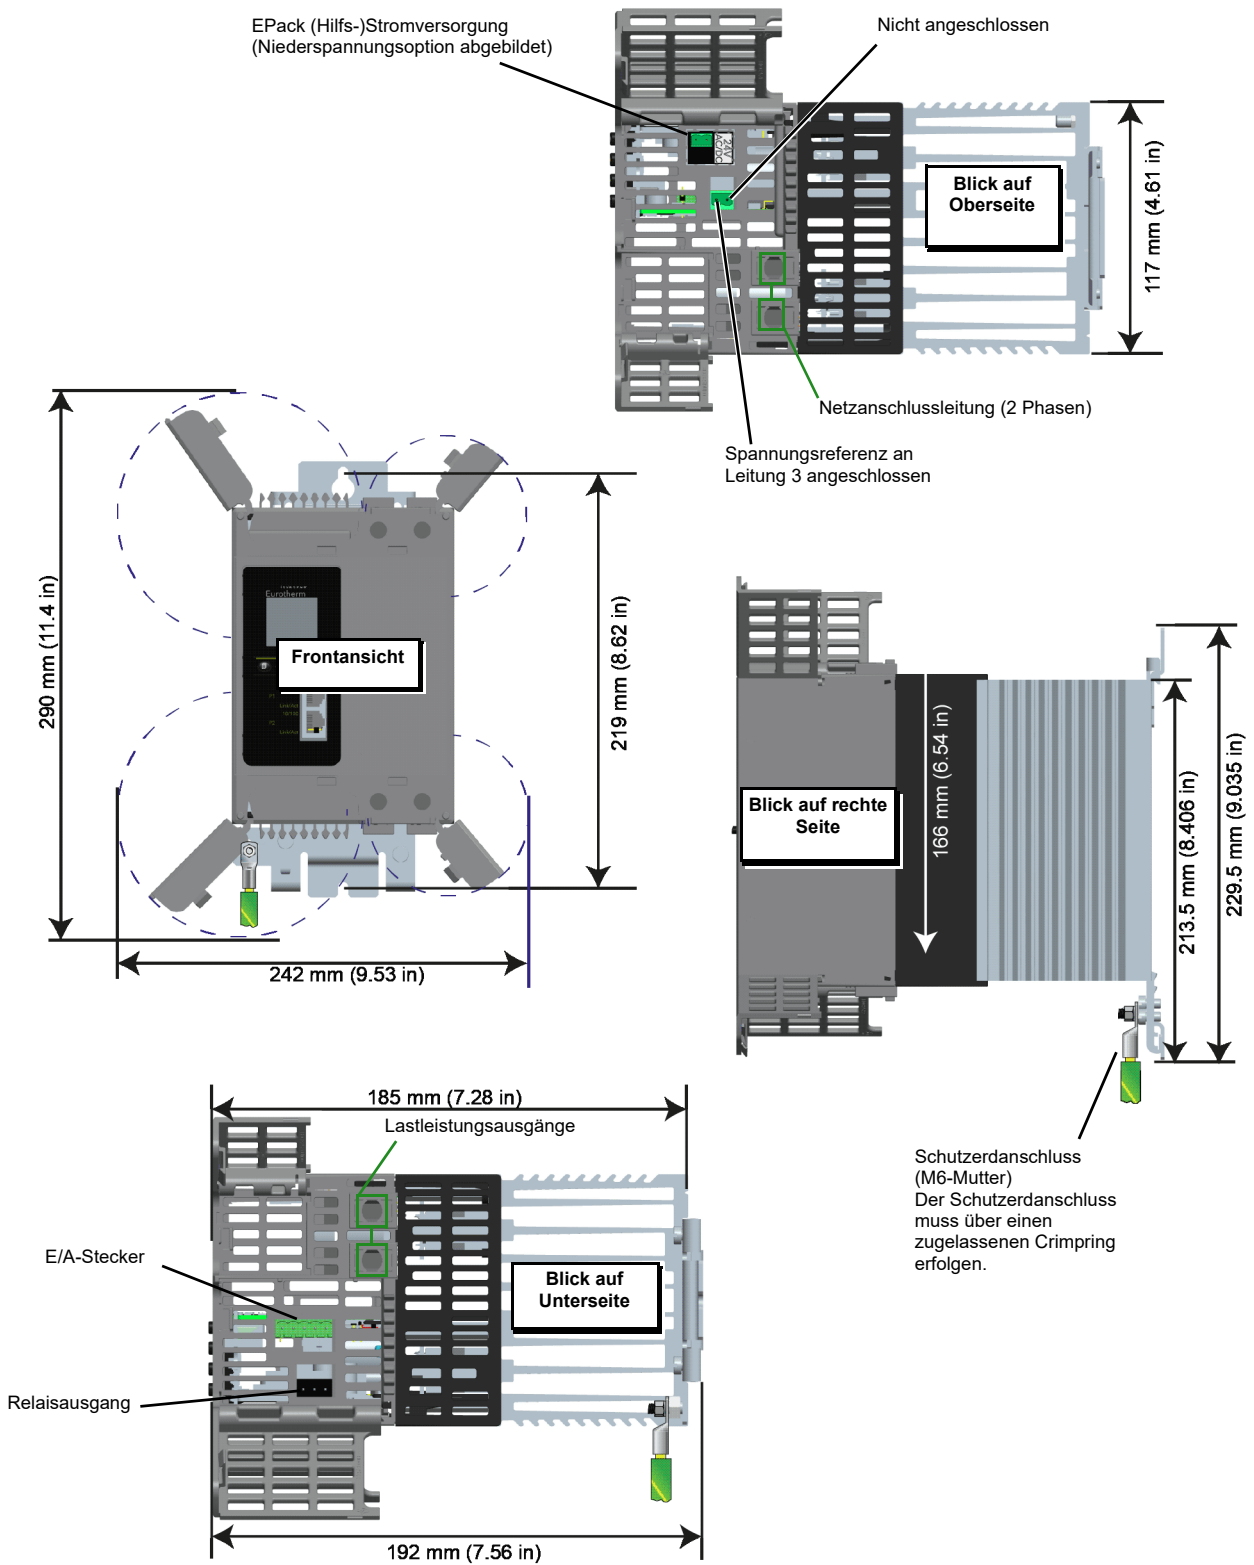 EPack (Hilfs-)Stromversorgung
(Niederspannungsoption abgebildet)
Nicht angeschlossen
24V
AC/DC
Blick auf
Oberseite
117 mm (4.61 in)
Netzanschlussleitung (2 Phasen)
Spannungsreferenz an
Leitung 3 angeschlossen
290 mm (11.4 in)
Eurotherm
Frontansicht
219 mm (8.62 in)
242 mm (9.53 in)
Blick auf rechte
Seite
166 mm (6.54 in)
213.5 mm (8.406 in)
229.5 mm (9.035 in)
Schutzerdanschluss
(M6-Mutter)
Der Schutzerdanschluss
muss über einen
zugelassenen Crimpring
erfolgen.
185 mm (7.28 in)
Lastleistungsausgänge
E/A-Stecker
Blick auf
Unterseite
Relaisausgang
192 mm (7.56 in)